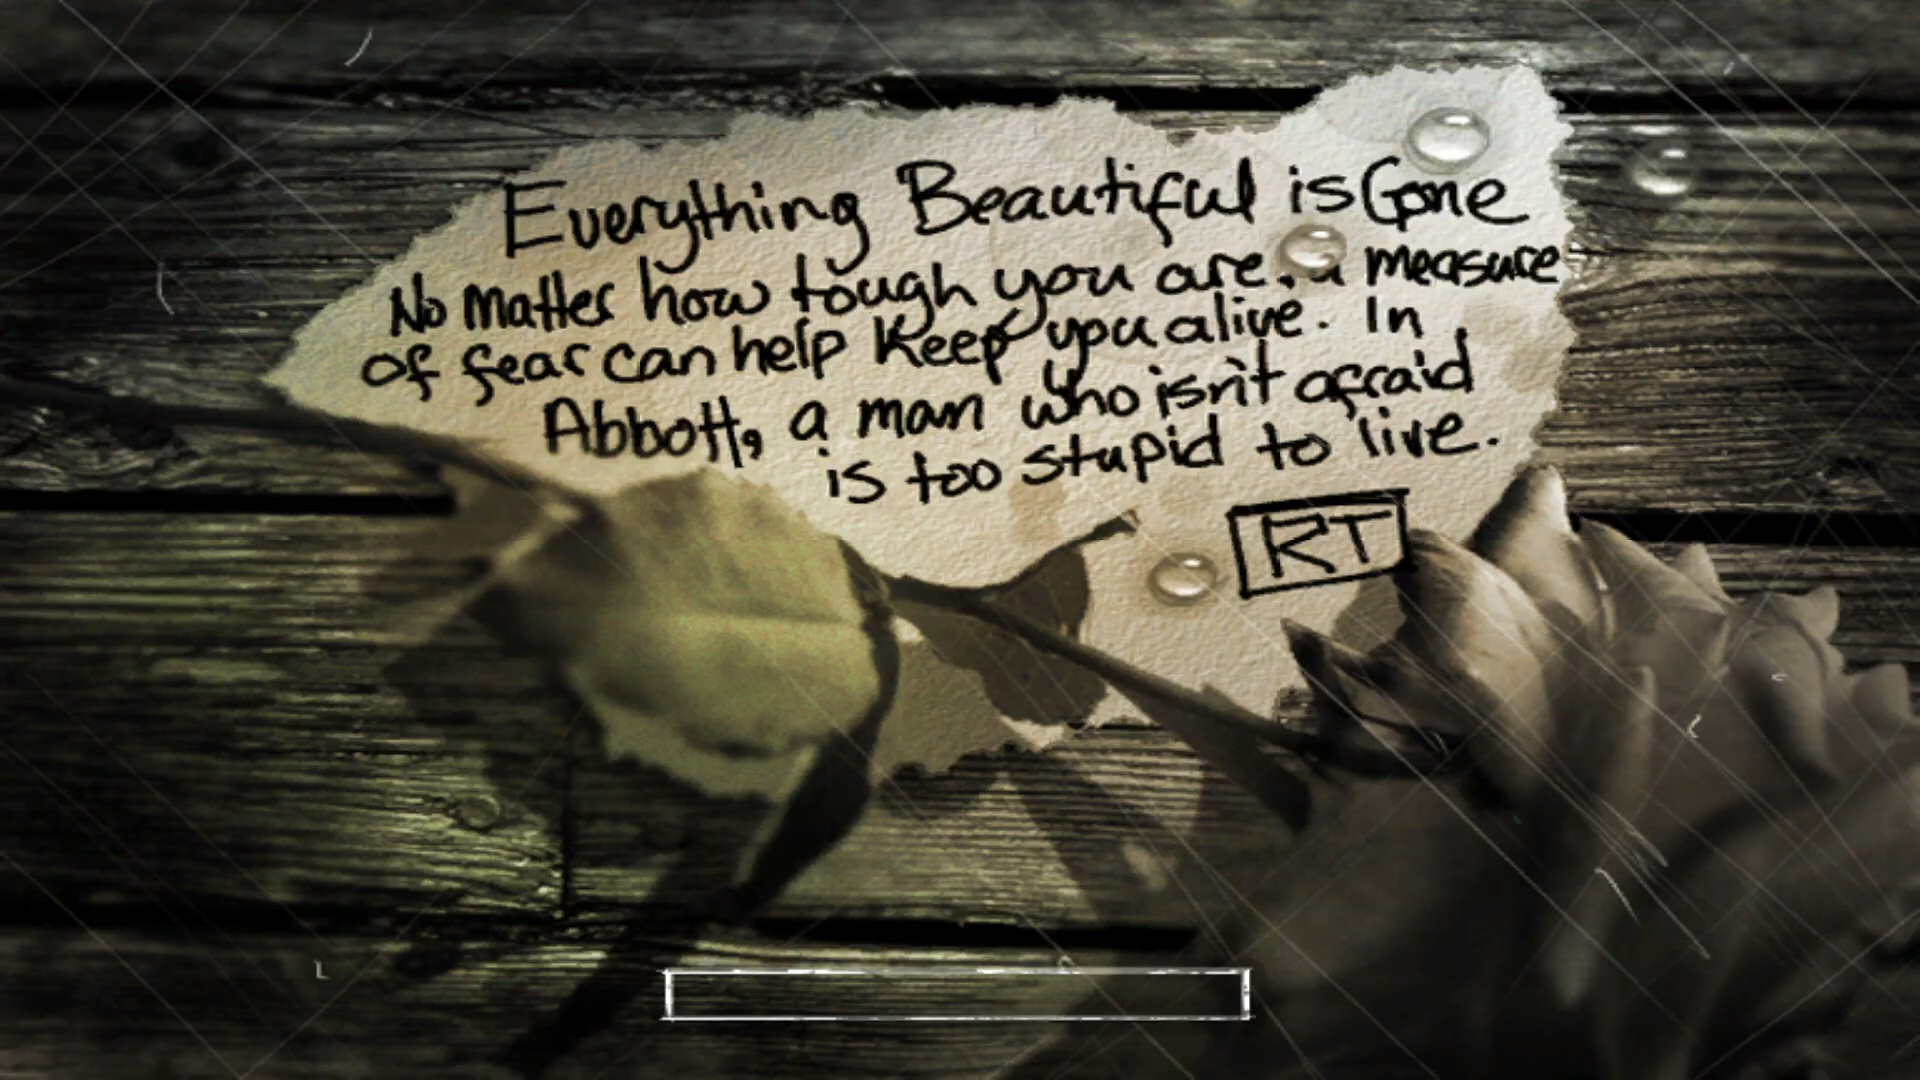 Everything Beautiful is Gone
No matter how tough you are, a measure
of fear can help keep you alive. In
Abbott, a man who isn't afraid
is too stupid to live.
RT